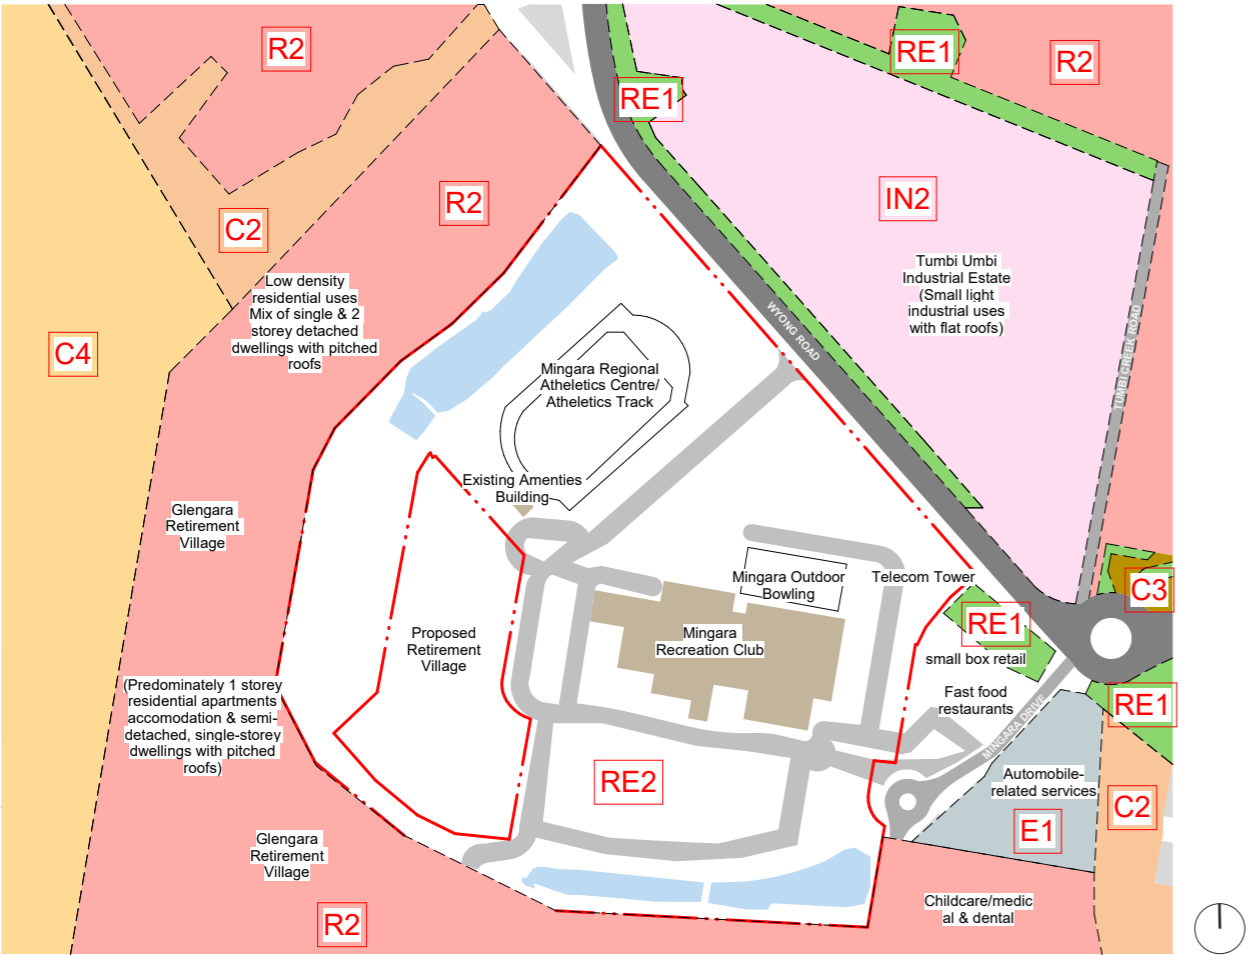 R2
RE1
R2
RE1
IN2
R2
C2
Tumbi Umbi
Industrial Estate
(Small light
industrial uses
with flat roofs)
Low density
residential uses
Mix of single & 2
storey detached
dwellings with pitched
roofs
WYONG ROAD
TUMBI CREEK ROAD
C4
Mingara Regional
Atheletics Centre/
Atheletics Track
Existing Amenties
Building
Glengara
Retirement
Village
Mingara Outdoor
Bowling
Telecom Tower
C3
RE1
Proposed
Retirement
Village
Mingara
Recreation Club
small box retail
Fast food
restaurants
RE1
(Predominately 1 storey
residential apartments
accomodation & semi-
detached, single-storey
dwellings with pitched
roofs)
MINGARA DRIVE
RE2
Automobile-
related services
C2
E1
Glengara
Retirement
Village
R2
Childcare/medic
al & dental